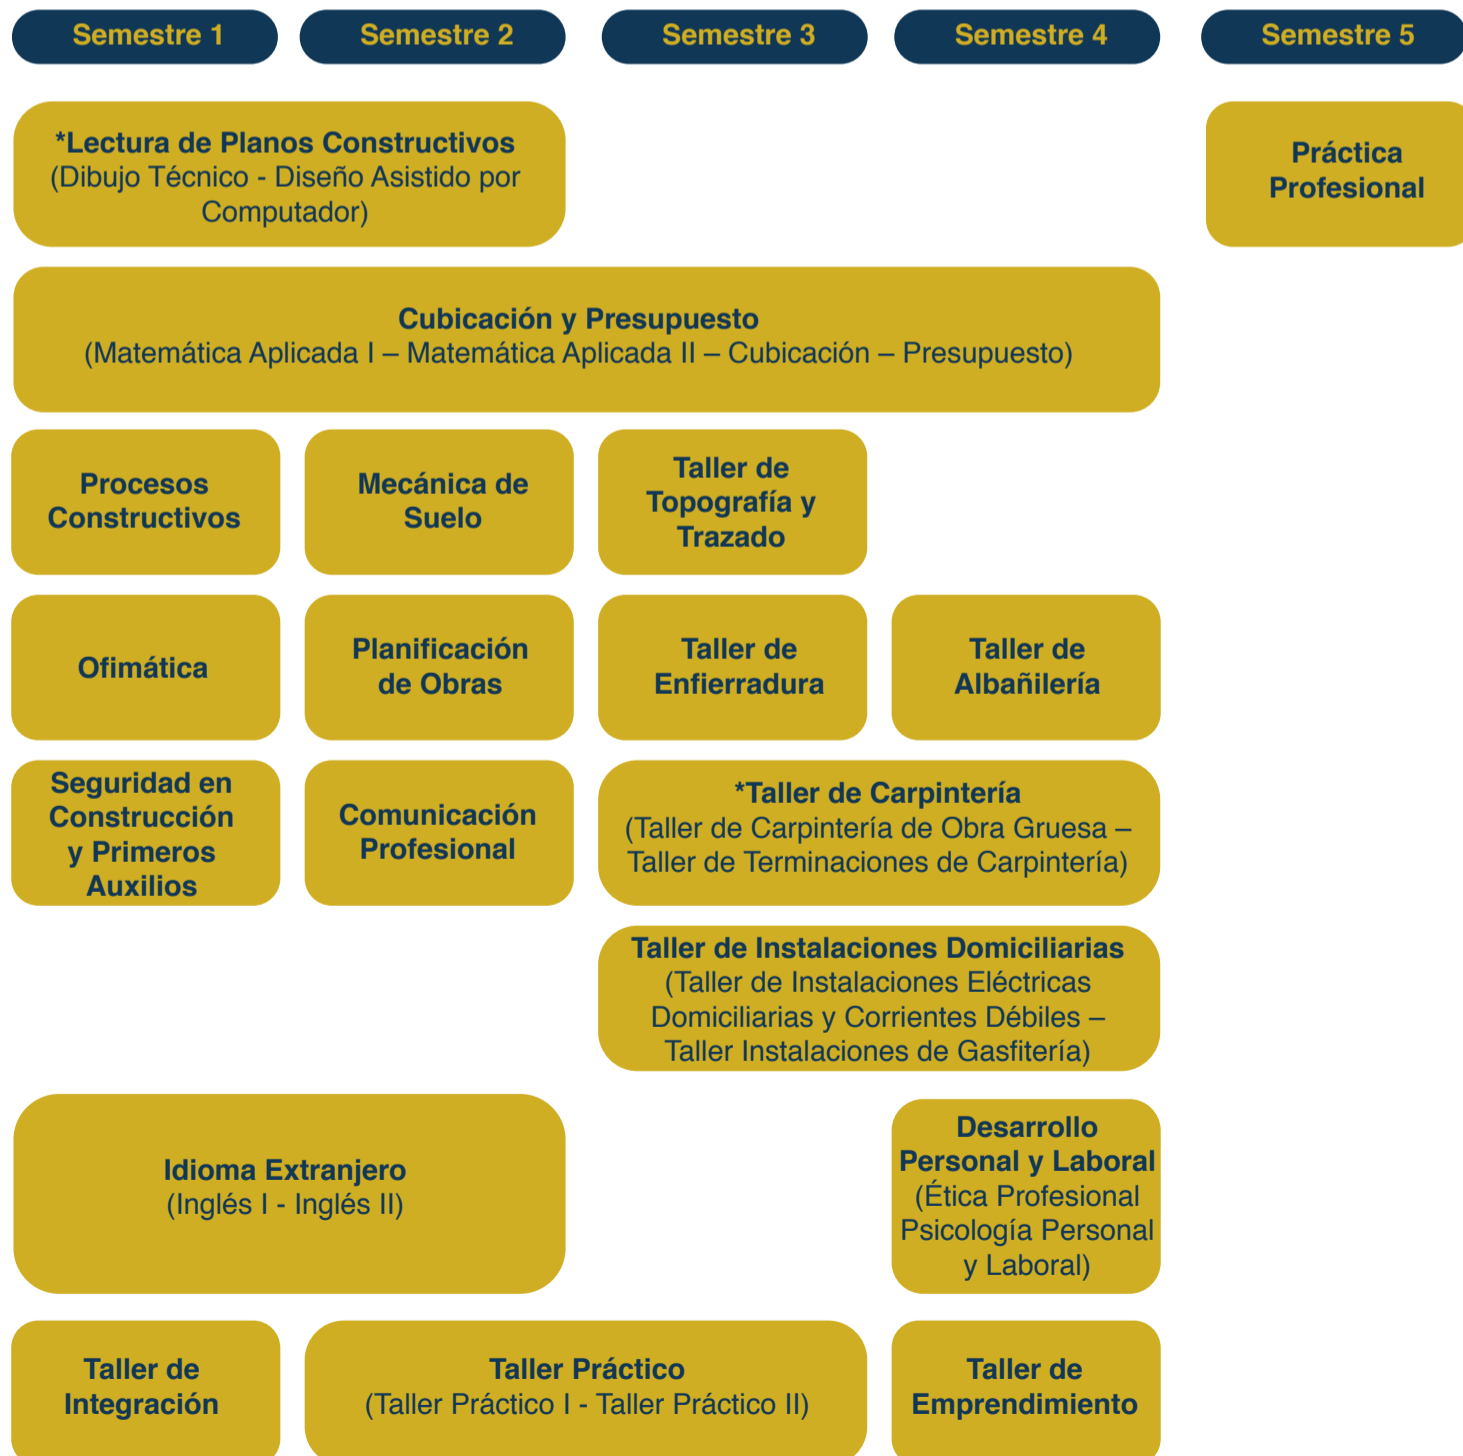 Semestre 1
Semestre 2
Semestre 3
Semestre 4
Semestre 5
*Lectura de Planos Constructivos
(Dibujo Técnico - Diseño Asistido por
Computador)
Práctica
Profesional
Cubicación y Presupuesto
(Matemática Aplicada I – Matemática Aplicada II – Cubicación – Presupuesto)
Procesos
Constructivos
Mecánica de
Suelo
Taller de
Topografía y
Trazado
Ofimática
Planificación
de Obras
Taller de
Enfierradura
Taller de
Albañilería
Seguridad en
Construcción
y Primeros
Auxilios
Comunicación
Profesional
*Taller de Carpintería
(Taller de Carpintería de Obra Gruesa –
Taller de Terminaciones de Carpintería)
Taller de Instalaciones Domiciliarias
(Taller de Instalaciones Eléctricas
Domiciliarias y Corrientes Débiles –
Taller Instalaciones de Gasfitería)
Idioma Extranjero
(Inglés I - Inglés II)
Desarrollo
Personal y Laboral
(Ética Profesional
Psicología Personal
y Laboral)
Taller de
Integración
Taller Práctico
(Taller Práctico I - Taller Práctico II)
Taller de
Emprendimiento